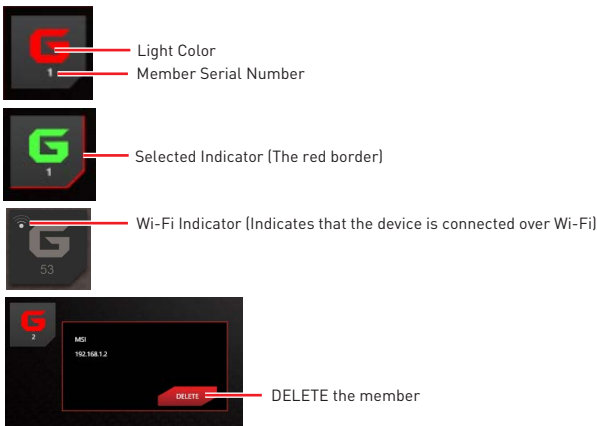 G
Light Color
1
Member Serial Number
G
Selected Indicator (The red border)
1
Wi-Fi Indicator (Indicates that the device is connected over Wi-Fi)
G
53
G
2
MSI
192.168.1.2
DELETE
DELETE the member